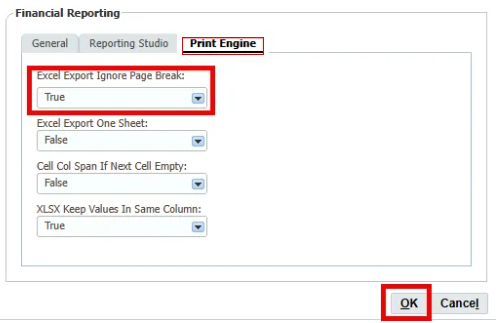 Financial Reporting
General
Reporting Studio
Print Engine
Excel Export Ignore Page Break:
True
Excel Export One Sheet:
False
Cell Col Span If Next Cell Empty:
False
XLSX Keep Values In Same Column:
True
OK
Cancel